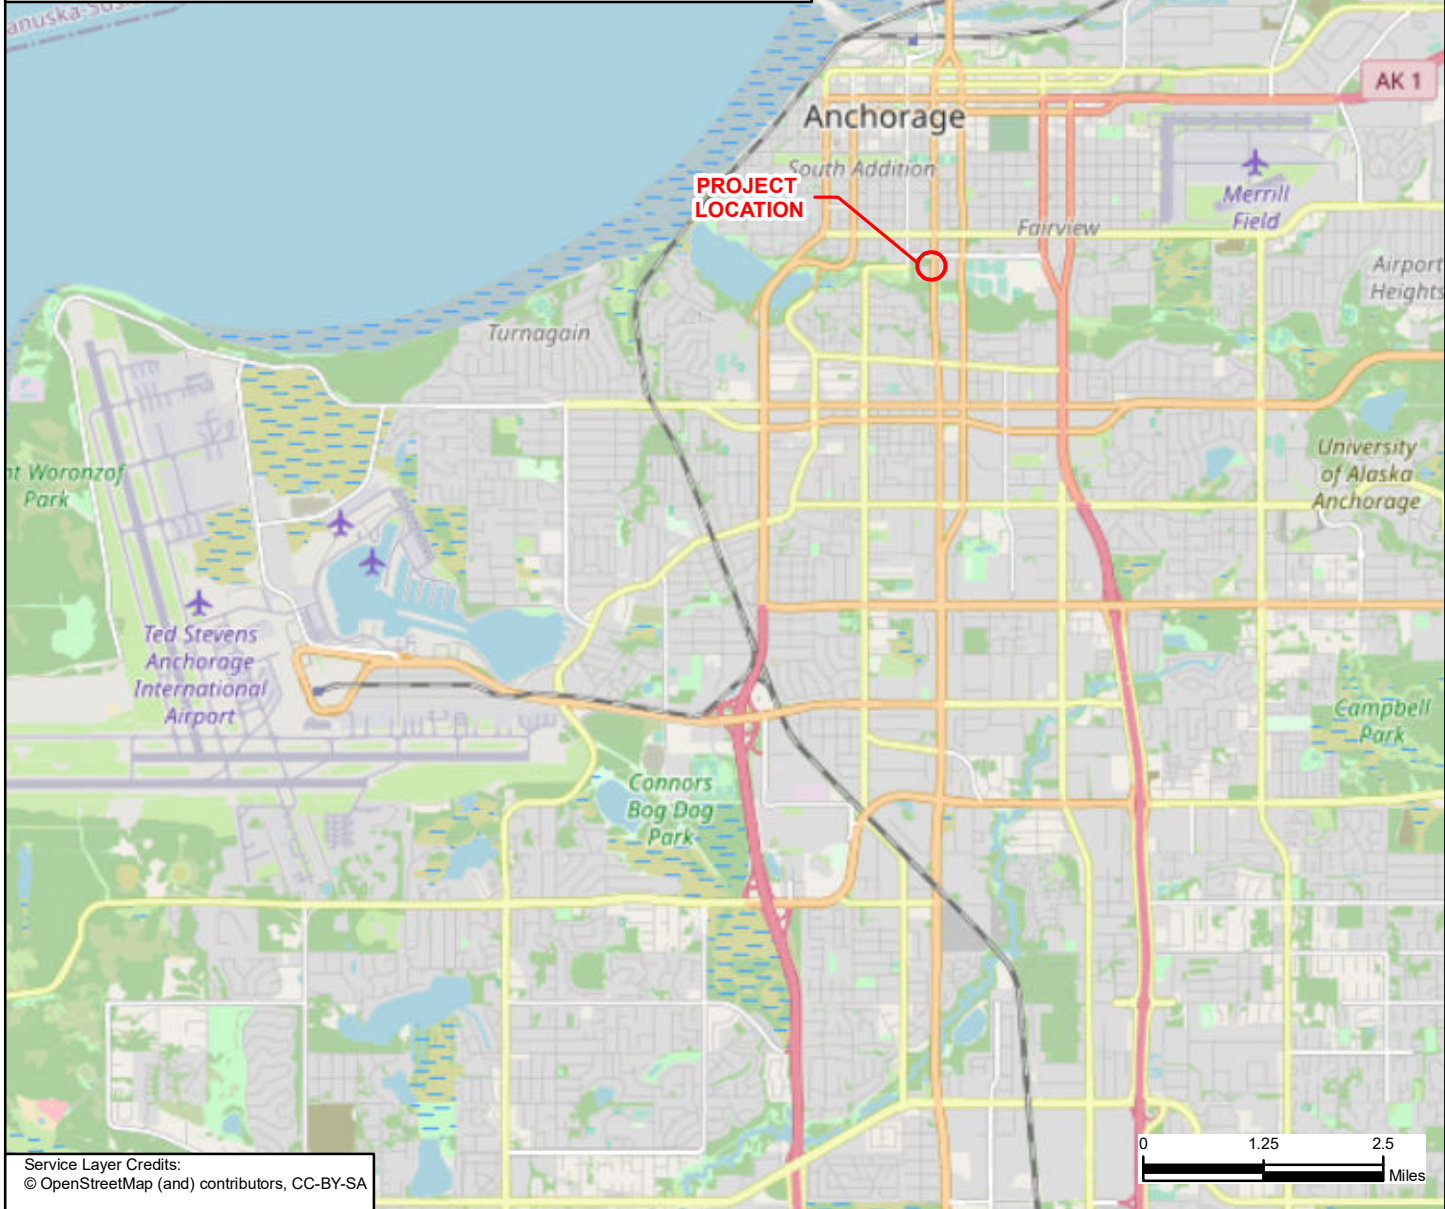 AK 1
Anchorage
South Addition
PROJECT
LOCATION
Merrill
Field
Fairview
Airport
Heights
Turnagain
University
of Alaska
Anchorage
nt Woronzof
Park
Ted Stevens
Anchorage
International
Airport
Campbell
Park
Connors
Bog Dog
Park
0 1.25 2.5
Miles
Service Layer Credits:
© OpenStreetMap (and) contributors, CC-BY-SA